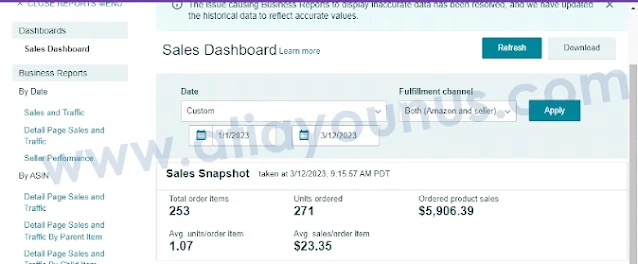 CLOSE REPORTS MENU
The issue causing Business Reports to display inaccurate data has been resolved, and we have updated
the historical data to reflect accurate values.
Dashboards
Sales Dashboard
Business Reports
By Date
Sales and Traffic
Detail Page Sales and
Traffic
Seller Performance
By ASIN
Detail Page Sales and
Traffic
Detail Page Sales and
Traffic By Parent Item
Detail Page Sales and
Traffic By Child Item
Sales Dashboard Learn more
Refresh
Download
Date
Fulfillment channel
Custom
Both (Amazon and seller)
Apply
1/1/2023
3/12/2023
Sales Snapshot taken at 3/12/2023, 9:15:57 AM PDT
Total order items
Units ordered
Ordered product sales
253
271
$5,906.39
Avg. units/order item
Avg. sales/order item
1.07
$23.35
www.aliayounus.com